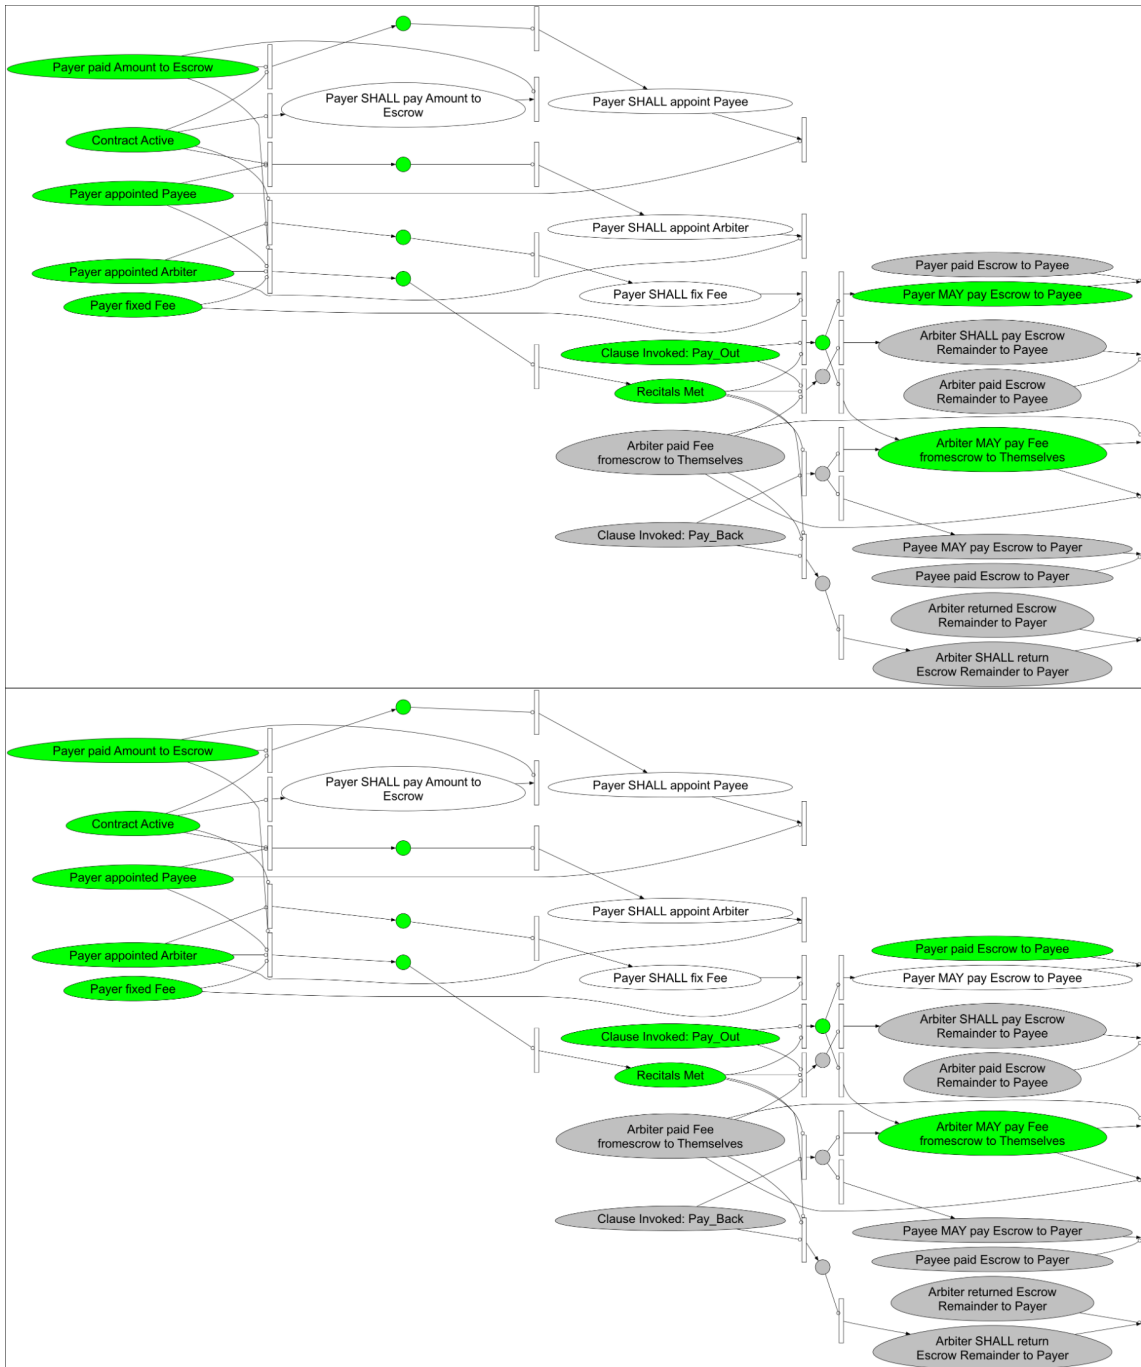 Payer paid Amount to Escrow
Payer SHALL pay Amount to
Escrow
Payer SHALL appoint Payee
Contract Active
Payer appointed Payee
Payer SHALL appoint Arbiter
Payer appointed Arbiter
Payer fixed Fee
Payer SHALL fix Fee
Payer paid Escrow to Payee
Payer MAY pay Escrow to Payee
Clause Invoked: Pay_Out
Arbiter SHALL pay Escrow
Remainder to Payee
Recitals Met
Arbiter paid Escrow
Remainder to Payee
Arbiter paid Fee
fromescrow to Themselves
Arbiter MAY pay Fee
fromescrow to Themselves
Clause Invoked: Pay_Back
Payee MAY pay Escrow to Payer
Payee paid Escrow to Payer
Arbiter returned Escrow
Remainder to Payer
Arbiter SHALL return
Escrow Remainder to Payer
Payer paid Amount to Escrow
Payer SHALL pay Amount to
Escrow
Payer SHALL appoint Payee
Contract Active
Payer appointed Payee
Payer SHALL appoint Arbiter
Payer appointed Arbiter
Payer fixed Fee
Payer SHALL fix Fee
Payer paid Escrow to Payee
Payer MAY pay Escrow to Payee
Clause Invoked: Pay_Out
Arbiter SHALL pay Escrow
Remainder to Payee
Recitals Met
Arbiter paid Escrow
Remainder to Payee
Arbiter paid Fee
fromescrow to Themselves
Arbiter MAY pay Fee
fromescrow to Themselves
Clause Invoked: Pay_Back
Payee MAY pay Escrow to Payer
Payee paid Escrow to Payer
Arbiter returned Escrow
Remainder to Payer
Arbiter SHALL return
Escrow Remainder to Payer